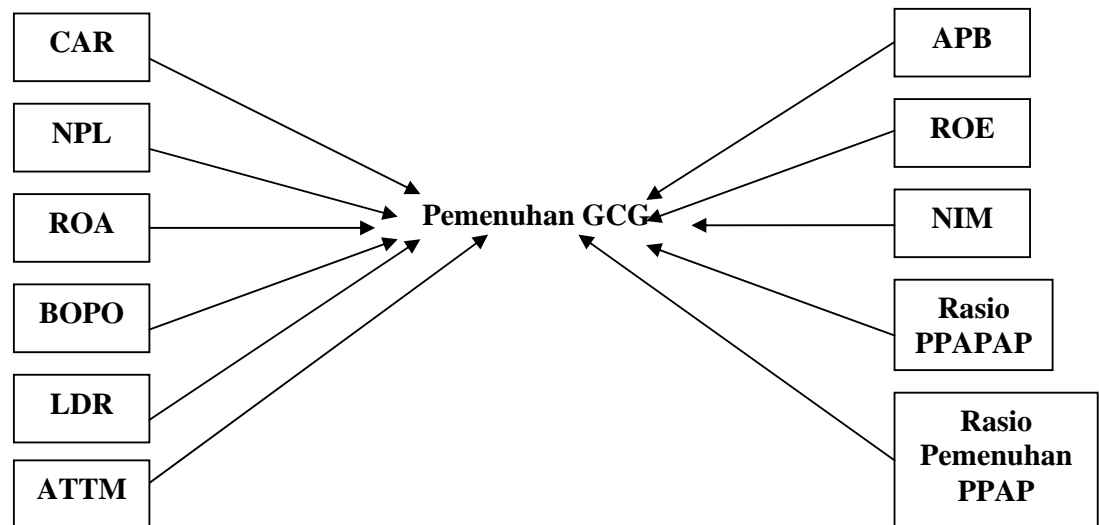 CAR
NPL
ROA
BOPO
LDR
ATTM
Pemenuhan GCG
APB
ROE
NIM
Rasio
PPAPAP
Rasio
Pemenuhan
PPAP